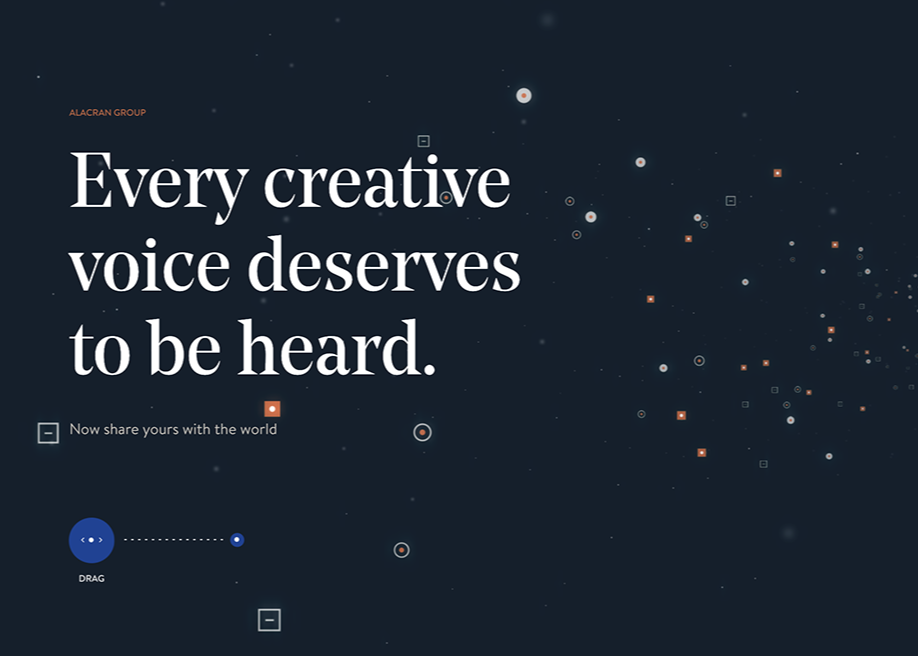 ALACRAN GROUP
Every creative
voice deserves
to be heard.
Now share yours with the world
DRAG